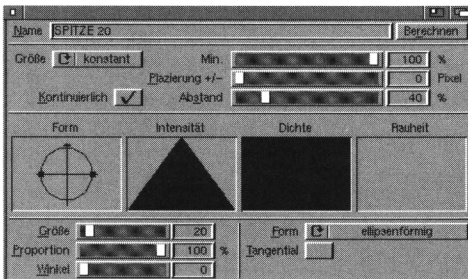 Name SPITZE 20 Berechnen
Größe konstant Min. 100 %
Plazierung +/- 0 Pixel
Kontinuierlich Abstand 40 %
Form Intensität Dichte Rauheit
Größe 20 Form ellipsenförmig
Proportion 100 % Tangential
Winkel 0